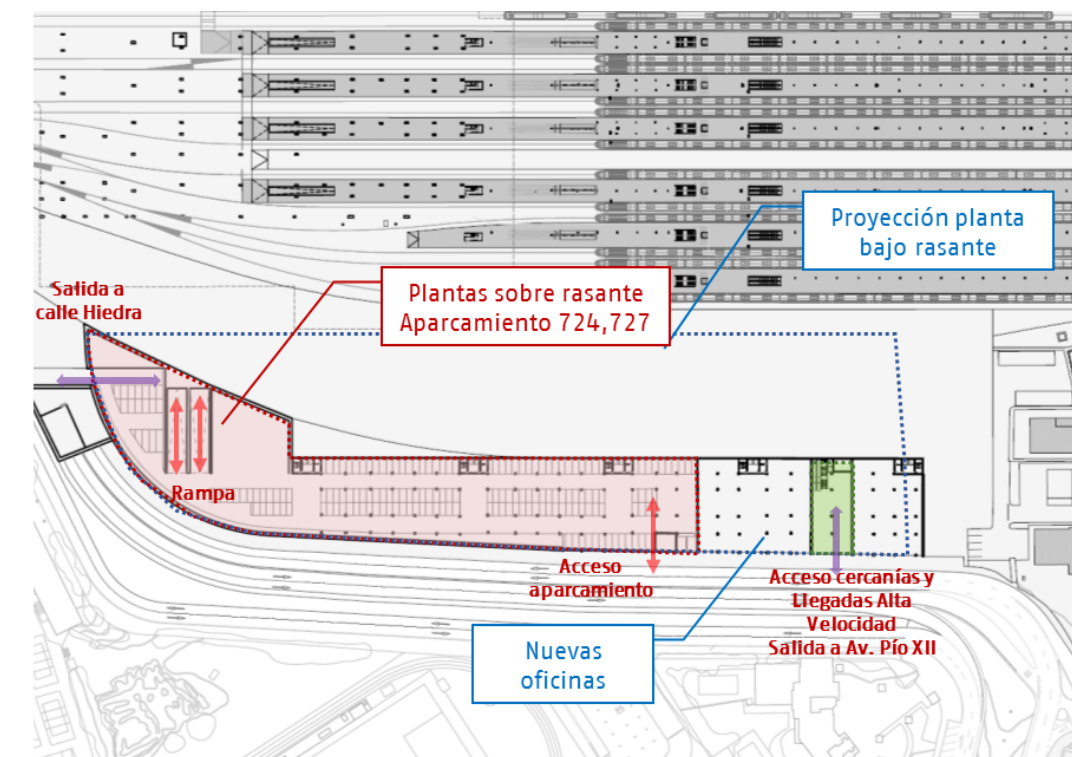 Proyección planta
bajo rasante
Salida a
calle Hiedra
Plantas sobre rasante
Aparcamiento 724,727
Rampa
Acceso
aparcamiento
Acceso cercanías y
Llegadas Alta
Velocidad
Salida a Av. Pío XII
Nuevas
oficinas